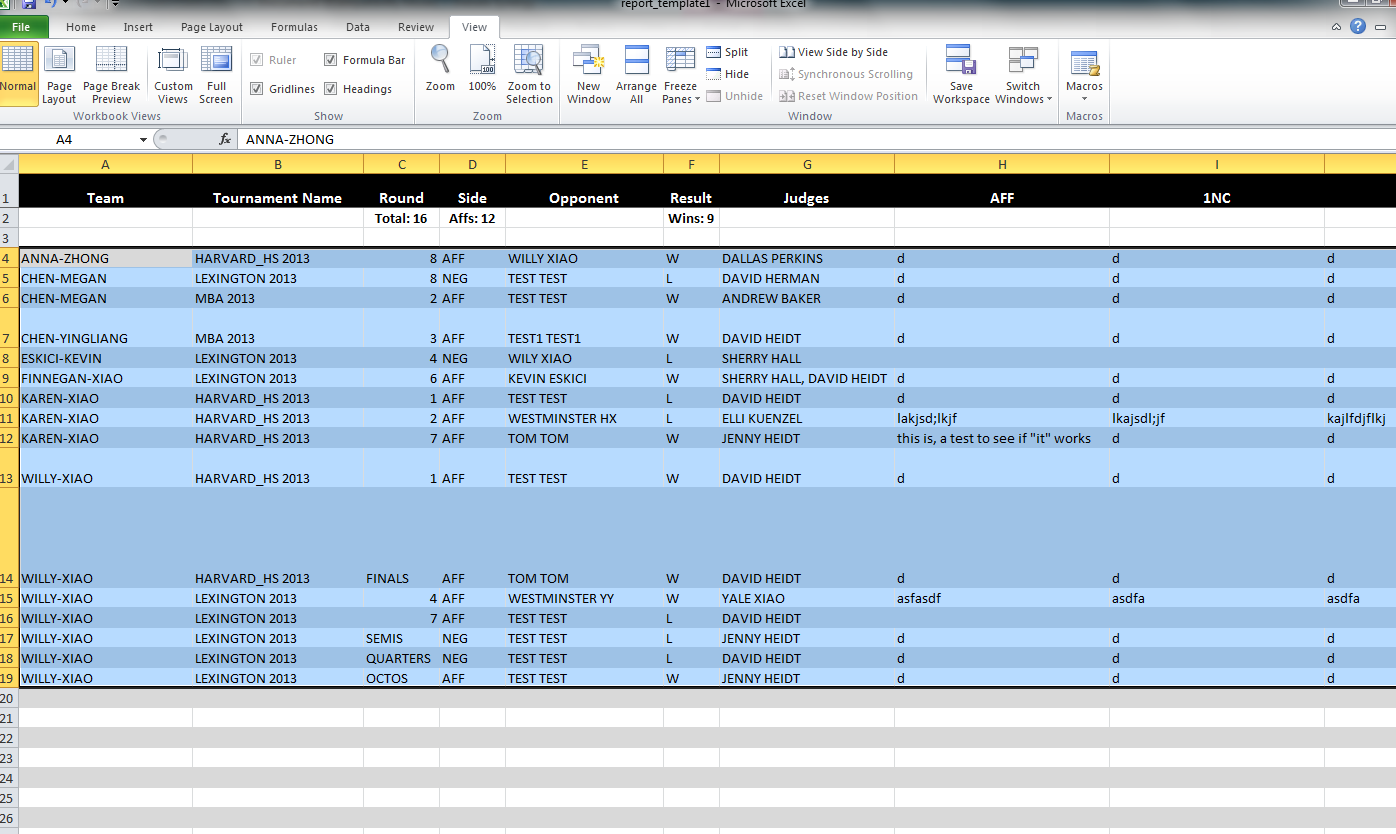 report_template1 - Microsoft Excel
File Home Insert Page Layout Formulas Data Review View
Ruler Formula Bar Split View Side by Side
Hide Synchronous Scrolling
Normal Page Page Break Custom Full Gridlines Headings Zoom 100% Zoom to New Arrange Freeze Unhide Reset Window Position Save Switch Macros
Layout Preview Views Screen Selection Window All Panes Workspace Windows
Workbook Views Show Zoom Window Macros
A4 fx ANNA-ZHONG
A B C D E F G H I
1 Team Tournament Name Round Side Opponent Result Judges AFF 1NC
2 Total: 16 Affs: 12 Wins: 9
3
4 ANNA-ZHONG HARVARD_HS 2013 8 AFF WILLY XIAO W DALLAS PERKINS d d d
5 CHEN-MEGAN LEXINGTON 2013 8 NEG TEST TEST L DAVID HERMAN d d d
6 CHEN-MEGAN MBA 2013 2 AFF TEST TEST W ANDREW BAKER d d d
7 CHEN-YINGLIANG MBA 2013 3 AFF TEST1 TEST1 W DAVID HEIDT d d d
8 ESKICI-KEVIN LEXINGTON 2013 4 NEG WILY XIAO L SHERRY HALL
9 FINNEGAN-XIAO LEXINGTON 2013 6 AFF KEVIN ESKICI W SHERRY HALL, DAVID HEIDT d d d
10 KAREN-XIAO HARVARD_HS 2013 1 AFF TEST TEST L DAVID HEIDT d d d
11 KAREN-XIAO HARVARD_HS 2013 2 AFF WESTMINSTER HX L ELLI KUENZEL lakjsd;lkjf lkajsdl;jf kajlfdjflkj
12 KAREN-XIAO HARVARD_HS 2013 7 AFF TOM TOM W JENNY HEIDT this is, a test to see if "it" works d d
13 WILLY-XIAO HARVARD_HS 2013 1 AFF TEST TEST W DAVID HEIDT d d d
14 WILLY-XIAO HARVARD_HS 2013 FINALS AFF TOM TOM W DAVID HEIDT d d d
15 WILLY-XIAO LEXINGTON 2013 4 AFF WESTMINSTER YY W YALE XIAO asfasdf asdfa asdfa
16 WILLY-XIAO LEXINGTON 2013 7 AFF TEST TEST L DAVID HEIDT
17 WILLY-XIAO LEXINGTON 2013 SEMIS NEG TEST TEST L JENNY HEIDT d d d
18 WILLY-XIAO LEXINGTON 2013 QUARTERS NEG TEST TEST L DAVID HEIDT d d d
19 WILLY-XIAO LEXINGTON 2013 OCTOS AFF TEST TEST W JENNY HEIDT d d d
20
21
22
23
24
25
26